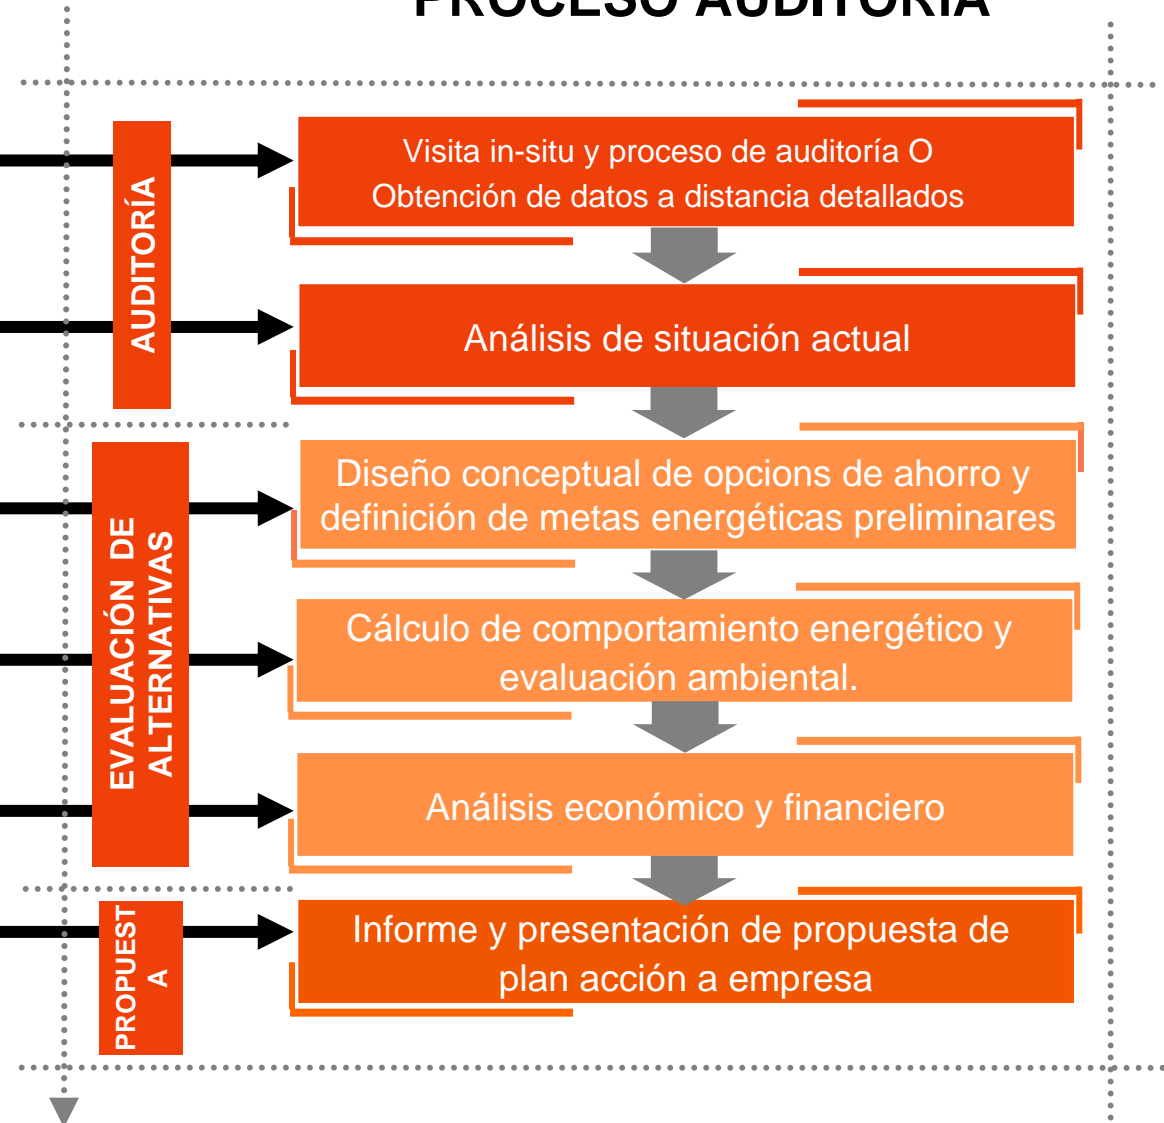 PROCESO AUDITORÍA
AUDITORÍA
Visita in-situ y proceso de auditoría O
Obtención de datos a distancia detallados
Análisis de situación actual
EVALUACIÓN DE
ALTERNATIVAS
Diseño conceptual de opcions de ahorro y
definición de metas energéticas preliminares
Cálculo de comportamiento energético y
evaluación ambiental.
Análisis económico y financiero
PROPUEST
A
Informe y presentación de propuesta de
plan acción a empresa